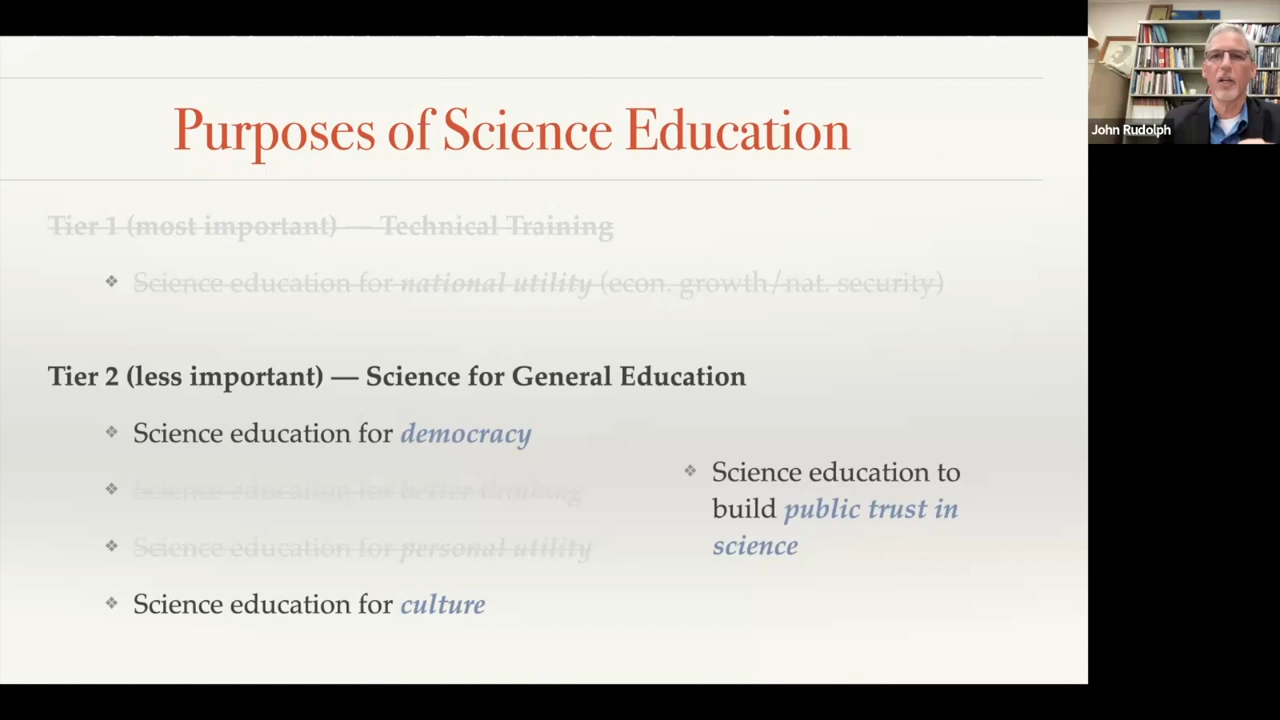 Purposes of Science Education
Tier 1 (most important) — Technical Training
❖ Science education for national utility (econ. growth/nat. security)
Tier 2 (less important) — Science for General Education
❖ Science education for democracy
❖ Science education for better thinking
❖ Science education for personal utility
❖ Science education for culture
❖ Science education to
build public trust in
science
John Rudolph